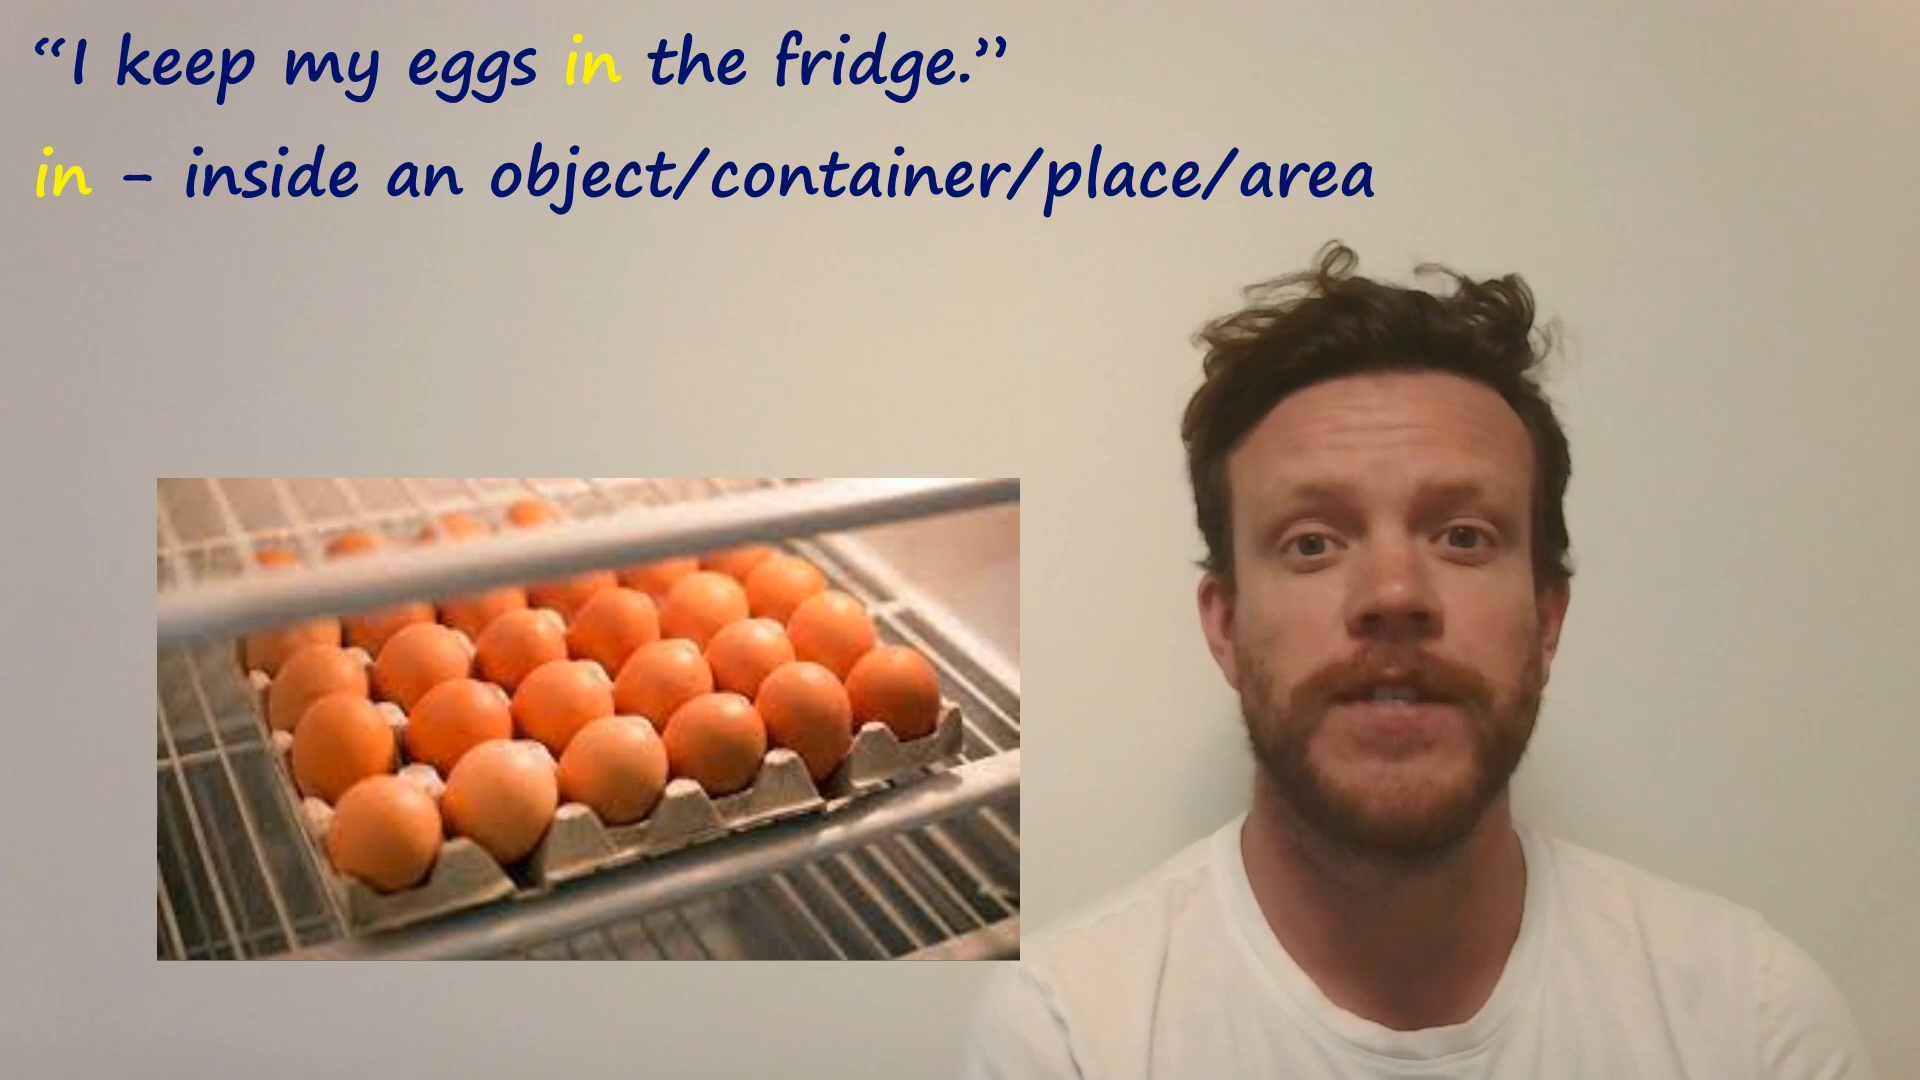 “I keep my eggs in the fridge.”
in - inside an object/container/place/area